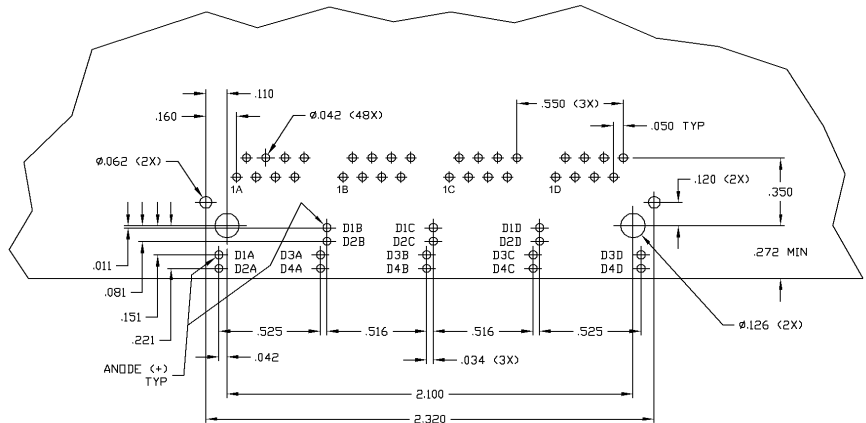 .110
.160
Ø.042 (48X)
.550 (3X)
.050 TYP
Ø.062 (2X)
1A
1B
1C
1D
.120 (2X)
.350
D1B
D2B
D1C
D2C
D1D
D2D
.011
D1A
D2A
D3A
D4A
D3B
D4B
D3C
D4C
D3D
D4D
.272 MIN
.081
.151
.221
.525
.516
.516
.525
Ø.126 (2X)
.042
.034 (3X)
ANODE (+)
TYP
2.100
2.320